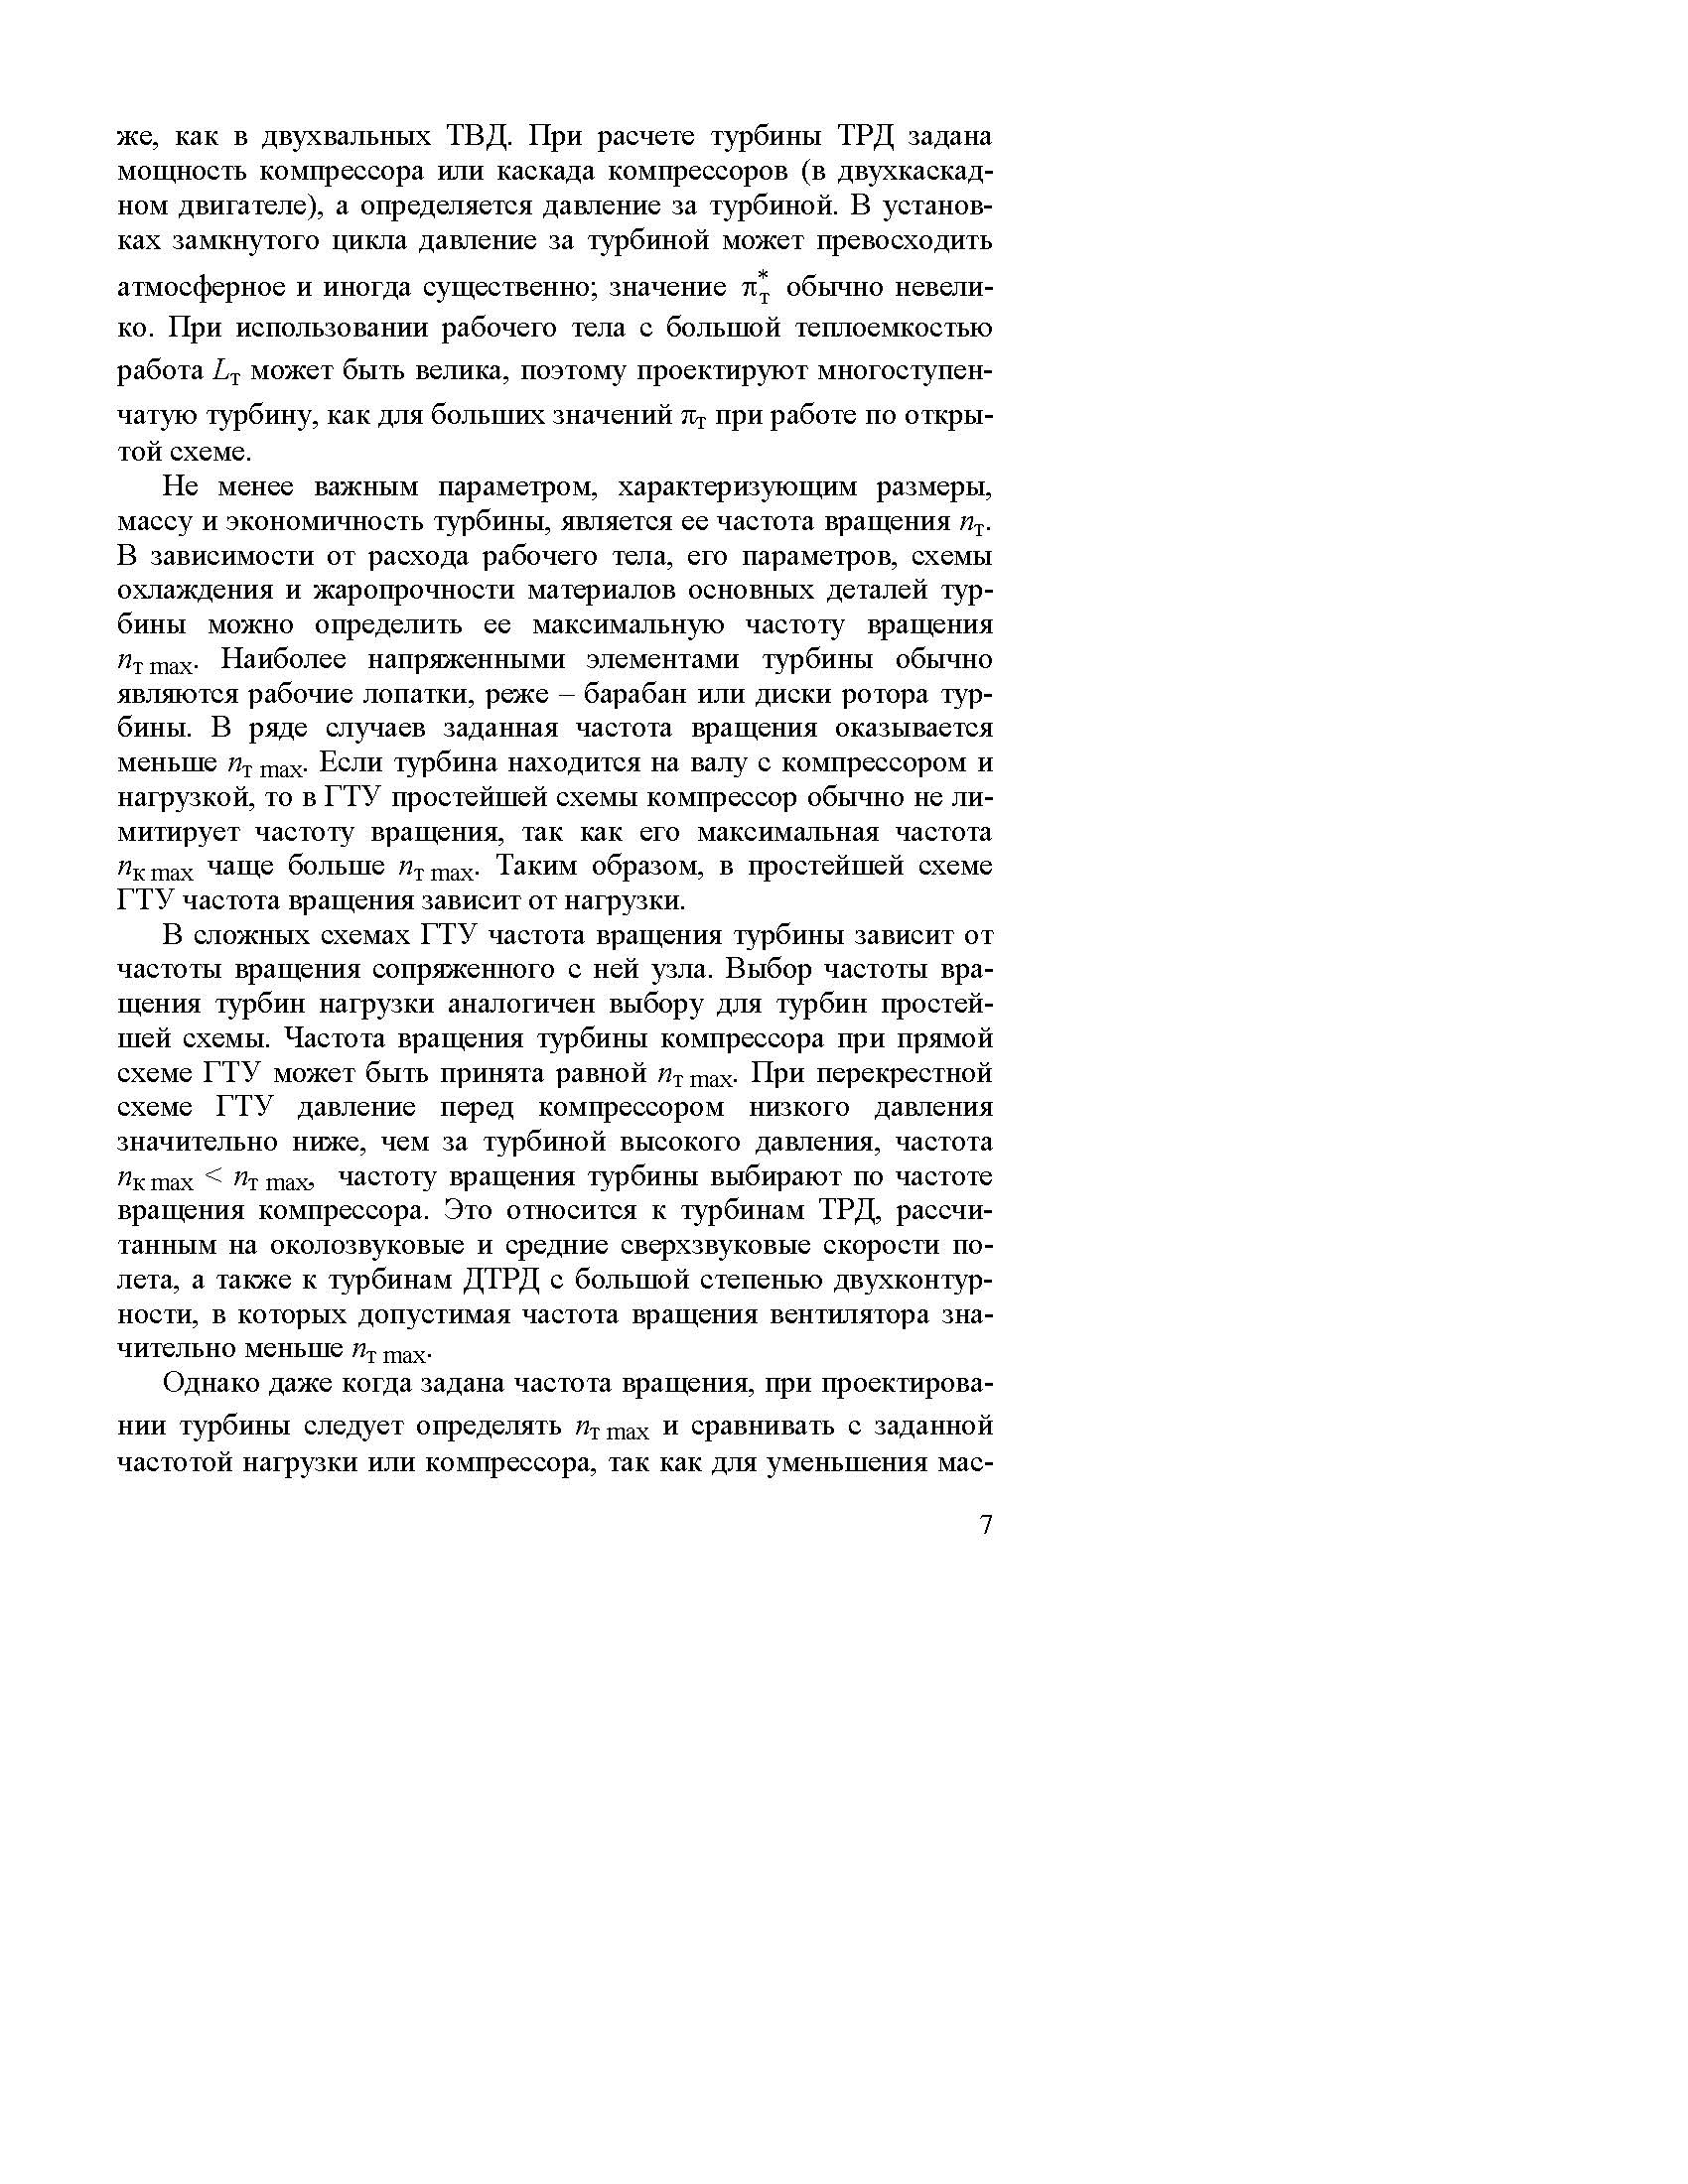 же, как в двухвальных ТВД. При расчете турбины ТРД задана
мощность компрессора или каскада компрессоров (в двухкаскад-
ном двигателе), а определяется давление за турбиной. В установ-
ках замкнутого цикла давление за турбиной может превосходить
атмосферное и иногда существенно; значение π*т обычно невели-
ко. При использовании рабочего тела с большой теплоемкостью
работа Lт может быть велика, поэтому проектируют многоступен-
чатую турбину, как для больших значений πт при работе по откры-
той схеме.
Не менее важным параметром, характеризующим размеры,
массу и экономичность турбины, является ее частота вращения nт.
В зависимости от расхода рабочего тела, его параметров, схемы
охлаждения и жаропрочности материалов основных деталей тур-
бины можно определить ее максимальную частоту вращения
nт max. Наиболее напряженными элементами турбины обычно
являются рабочие лопатки, реже – барабан или диски ротора тур-
бины. В ряде случаев заданная частота вращения оказывается
меньше nт max. Если турбина находится на валу с компрессором и
нагрузкой, то в ГТУ простейшей схемы компрессор обычно не ли-
митирует частоту вращения, так как его максимальная частота
nк max чаще больше nт max. Таким образом, в простейшей схеме
ГТУ частота вращения зависит от нагрузки.
В сложных схемах ГТУ частота вращения турбины зависит от
частоты вращения сопряженного с ней узла. Выбор частоты вра-
щения турбин нагрузки аналогичен выбору для турбин простей-
шей схемы. Частота вращения турбины компрессора при прямой
схеме ГТУ может быть принята равной nт max. При перекрестной
схеме ГТУ давление перед компрессором низкого давления
значительно ниже, чем за турбиной высокого давления, частота
nк max < nт max, частоту вращения турбины выбирают по частоте
вращения компрессора. Это относится к турбинам ТРД, рассчи-
танным на околозвуковые и средние сверхзвуковые скорости по-
лета, а также к турбинам ДТРД с большой степенью двухконтур-
ности, в которых допустимая частота вращения вентилятора зна-
чительно меньше nт max.
Однако даже когда задана частота вращения, при проектирова-
нии турбины следует определять nт max и сравнивать с заданной
частотой нагрузки или компрессора, так как для уменьшения мас-
7